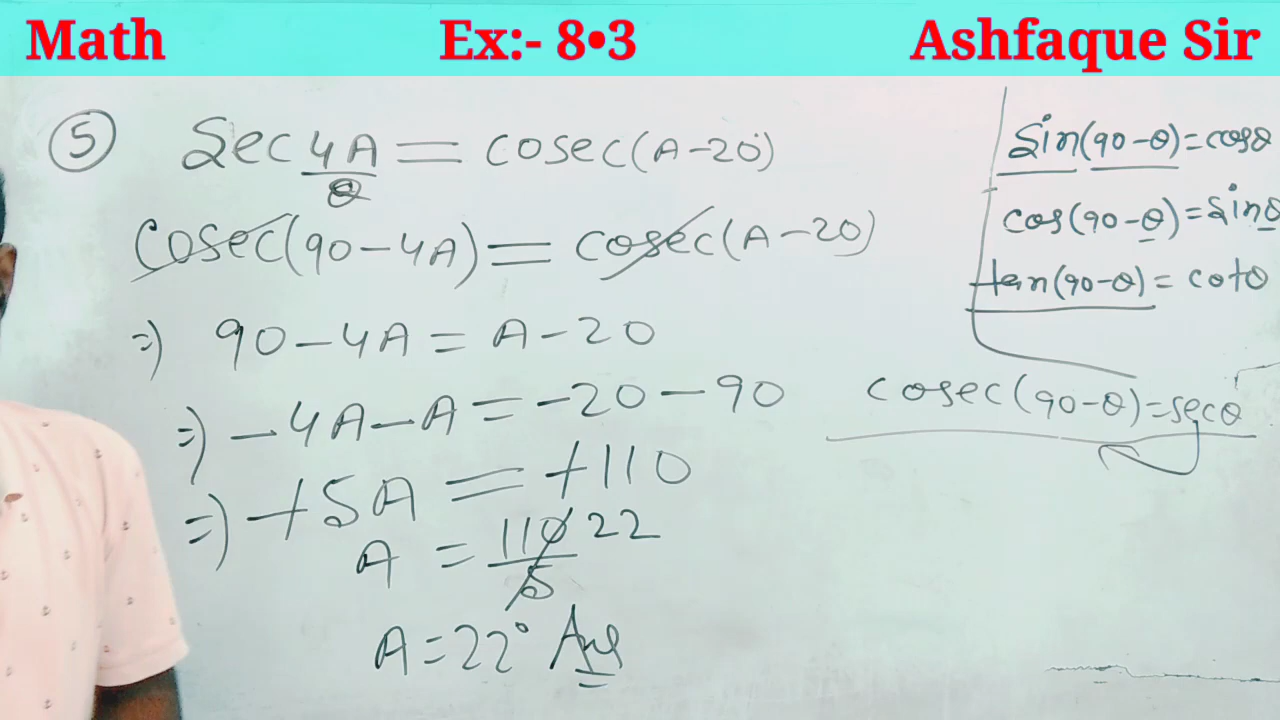 Math Ex:- 8•3 Ashfaque Sir
⑤ Sec 4A = cosec(A-20°)
θ
cosec(90-4A) = cosec(A-20)
⇒) 90-4A = A-20
⇒) -4A-A = -20-90
⇒) +5A = +110
A = 110/5 22
A = 22° Ans
Sin(90-θ)=cosθ
cos(90-θ)=Sinθ
tan(90-θ)= cotθ
cosec(90-θ)=secθ